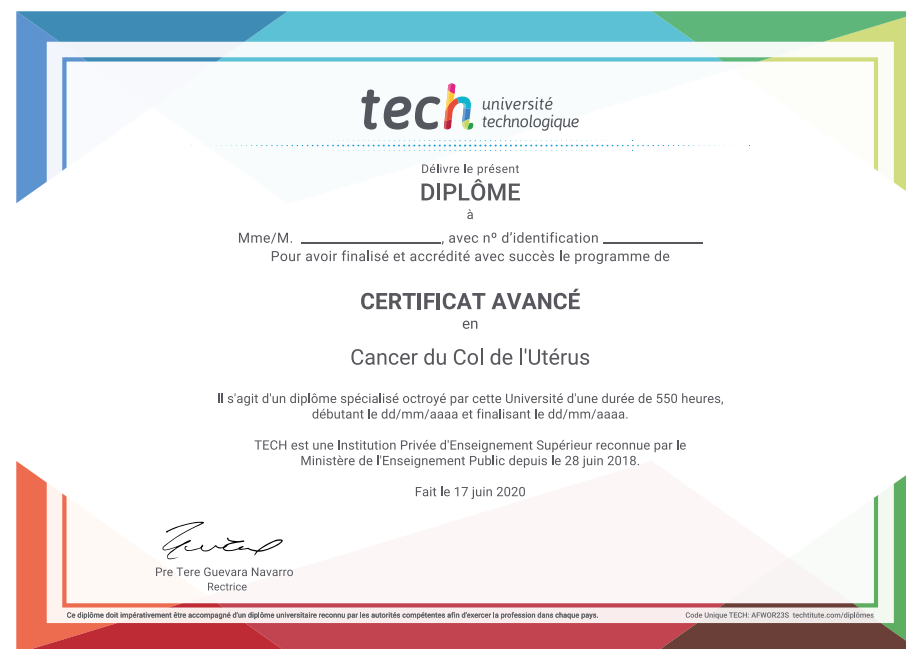 tech université
technologique
Délivre le présent
DIPLÔME
à
Mme/M. ____________________, avec nº d'identification ______________
Pour avoir finalisé et accrédité avec succès le programme de
CERTIFICAT AVANCÉ
en
Cancer du Col de l'Utérus
Il s'agit d'un diplôme spécialisé octroyé par cette Université d'une durée de 550 heures,
débutant le dd/mm/aaaa et finalisant le dd/mm/aaaa.
TECH est une Institution Privée d'Enseignement Supérieur reconnue par le
Ministère de l'Enseignement Public depuis le 28 juin 2018.
Fait le 17 juin 2020
Pre Tere Guevara Navarro
Rectrice
Ce diplôme doit impérativement être accompagné d'un diplôme universitaire reconnu par les autorités compétentes afin d'exercer la profession dans chaque pays.
Code Unique TECH: AFWOR23S techtitute.com/diplômes